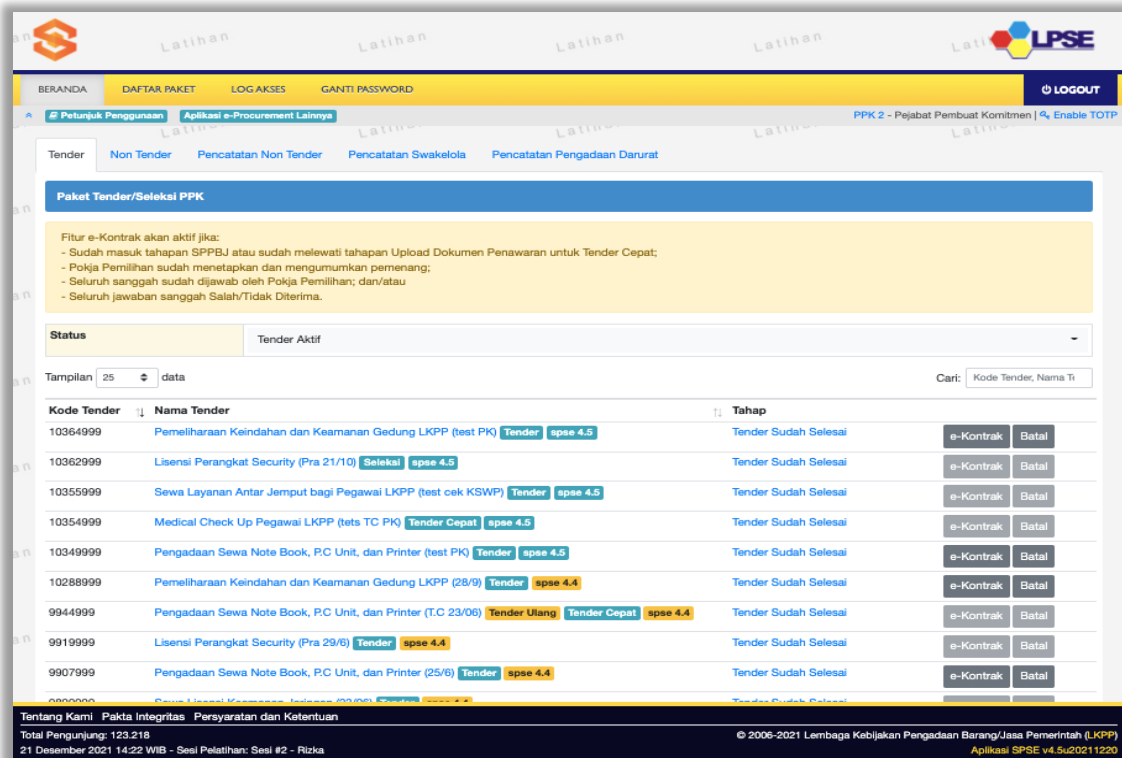 Latihan Latihan Latihan Latihan Lati LPSE
BERANDA DAFTAR PAKET LOG AKSES GANTI PASSWORD LOGOUT
Petunjuk Penggunaan Aplikasi e-Procurement Lainnya PPK 2 - Pejabat Pembuat Komitmen | Enable TOTP
Tender Non Tender Pencatatan Non Tender Pencatatan Swakelola Pencatatan Pengadaan Darurat
Paket Tender/Seleksi PPK
Fitur e-Kontrak akan aktif jika:
- Sudah masuk tahapan SPPBJ atau sudah melewati tahapan Upload Dokumen Penawaran untuk Tender Cepat;
- Pokja Pemilihan sudah menetapkan dan mengumumkan pemenang;
- Seluruh sanggah sudah dijawab oleh Pokja Pemilihan; dan/atau
- Seluruh jawaban sanggah Salah/Tidak Diterima.
Status Tender Aktif
Tampilan 25 data Cari: Kode Tender, Nama Te
Kode Tender Nama Tender Tahap
10364999 Pemeliharaan Keindahan dan Keamanan Gedung LKPP (test PK) Tender spse 4.5 Tender Sudah Selesai e-Kontrak Batal
10362999 Lisensi Perangkat Security (Pra 21/10) Seleksi spse 4.5 Tender Sudah Selesai e-Kontrak Batal
10355999 Sewa Layanan Antar Jemput bagi Pegawai LKPP (test cek KSWP) Tender spse 4.5 Tender Sudah Selesai e-Kontrak Batal
10354999 Medical Check Up Pegawai LKPP (tets TC PK) Tender Cepat spse 4.5 Tender Sudah Selesai e-Kontrak Batal
10349999 Pengadaan Sewa Note Book, P.C Unit, dan Printer (test PK) Tender spse 4.5 Tender Sudah Selesai e-Kontrak Batal
10288999 Pemeliharaan Keindahan dan Keamanan Gedung LKPP (28/9) Tender spse 4.4 Tender Sudah Selesai e-Kontrak Batal
9944999 Pengadaan Sewa Note Book, P.C Unit, dan Printer (T.C 23/06) Tender Ulang Tender Cepat spse 4.4 Tender Sudah Selesai e-Kontrak Batal
9919999 Lisensi Perangkat Security (Pra 29/6) Tender spse 4.4 Tender Sudah Selesai e-Kontrak Batal
9907999 Pengadaan Sewa Note Book, P.C Unit, dan Printer (25/6) Tender spse 4.4 Tender Sudah Selesai e-Kontrak Batal
Tentang Kami Pakta Integritas Persyaratan dan Ketentuan
Total Pengunjung: 123.218 © 2006-2021 Lembaga Kebijakan Pengadaan Barang/Jasa Pemerintah (LKPP)
21 Desember 2021 14:22 WIB - Sesi Pelatihan: Sesi #2 - Rizka Aplikasi SPSE v4.5u20211220